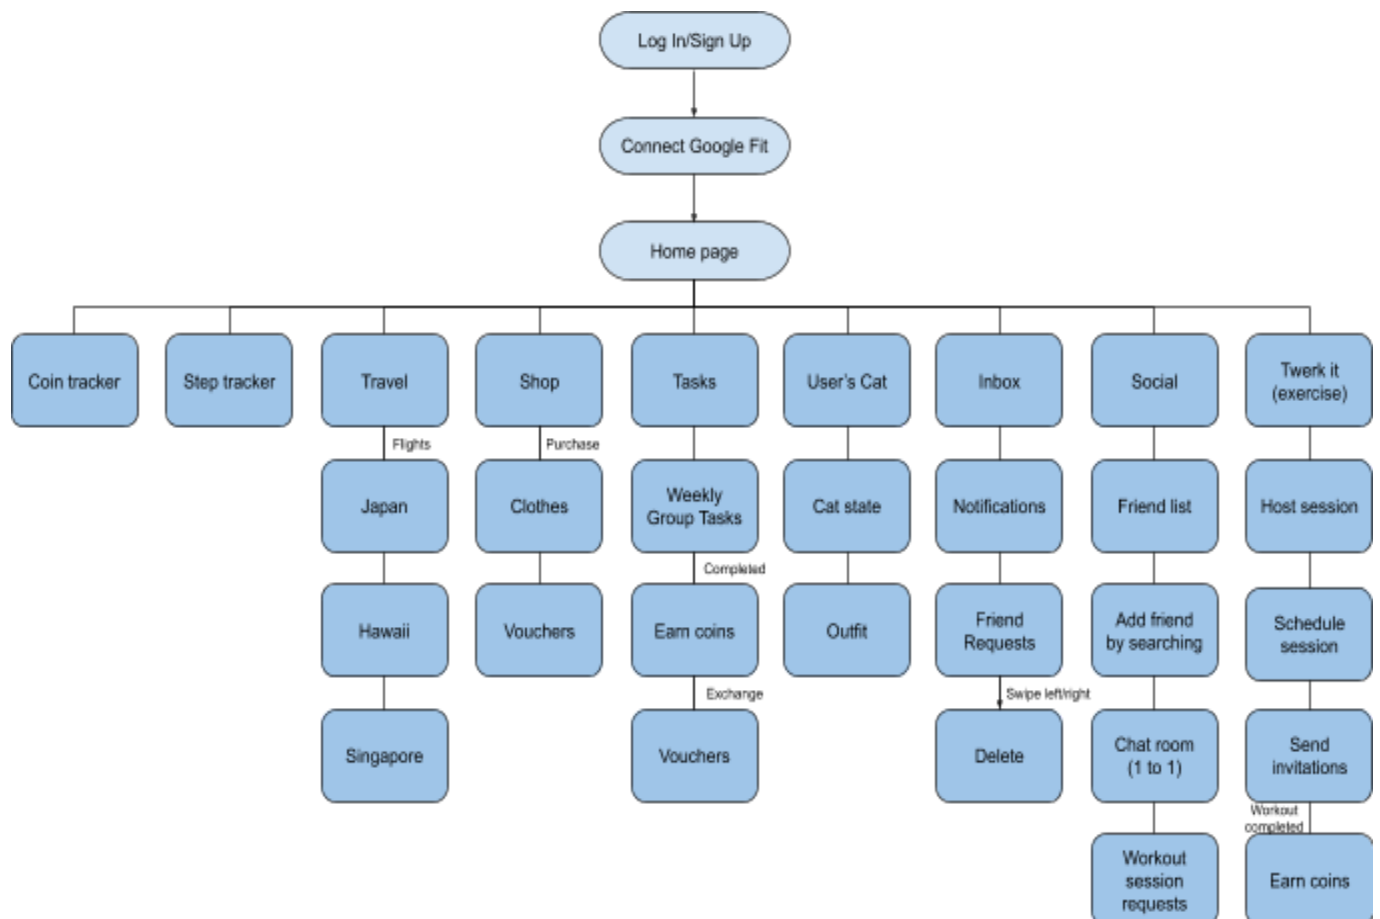 Log In/Sign Up
Connect Google Fit
Home page
Coin tracker
Step tracker
Travel
Shop
Tasks
User's Cat
Inbox
Social
Twerk it
(exercise)
Flights
Purchase
Japan
Clothes
Weekly
Group Tasks
Cat state
Notifications
Friend list
Host session
Completed
Hawaii
Vouchers
Earn coins
Outfit
Friend
Requests
Add friend
by searching
Schedule
session
Exchange
Swipe left/right
Singapore
Vouchers
Delete
Chat room
(1 to 1)
Send
invitations
Workout
completed
Workout
session
requests
Earn coins